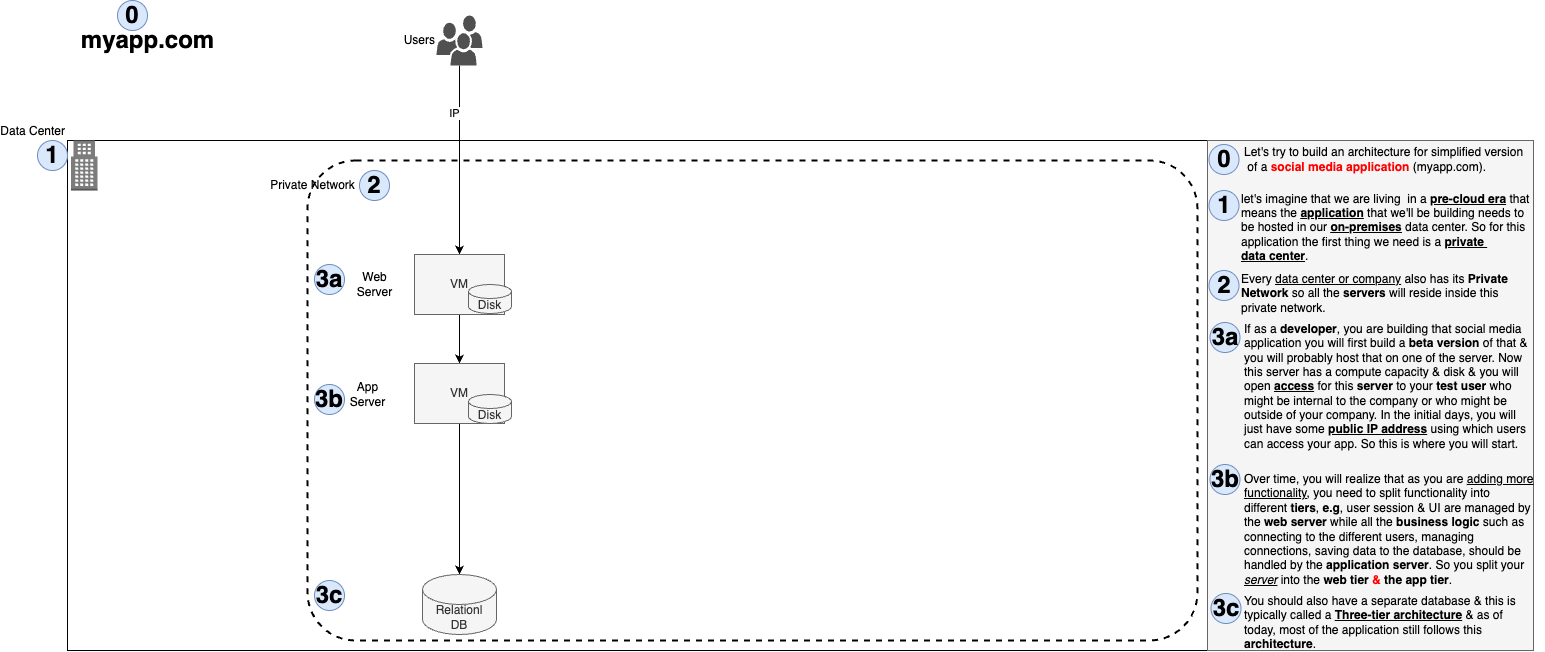 0
myapp.com
Users
IP
Data Center
1
Private Network
2
3a
Web
Server
VM
Disk
3b
App
Server
VM
Disk
3c
Relationl
DB
0
Let's try to build an architecture for simplified version
of a social media application (myapp.com).
1
let's imagine that we are living in a pre-cloud era that
means the application that we'll be building needs to
be hosted in our on-premises data center. So for this
application the first thing we need is a private
data center.
2
Every data center or company also has its Private
Network so all the servers will reside inside this
private network.
3a
If as a developer, you are building that social media
application you will first build a beta version of that &
you will probably host that on one of the server. Now
this server has a compute capacity & disk & you will
open access for this server to your test user who
might be internal to the company or who might be
outside of your company. In the initial days, you will
just have some public IP address using which users
can access your app. So this is where you will start.
3b
Over time, you will realize that as you are adding more
functionality, you need to split functionality into
different tiers, e.g, user session & UI are managed by
the web server while all the business logic such as
connecting to the different users, managing
connections, saving data to the database, should be
handled by the application server. So you split your
server into the web tier & the app tier.
3c
You should also have a separate database & this is
typically called a Three-tier architecture & as of
today, most of the application still follows this
architecture.